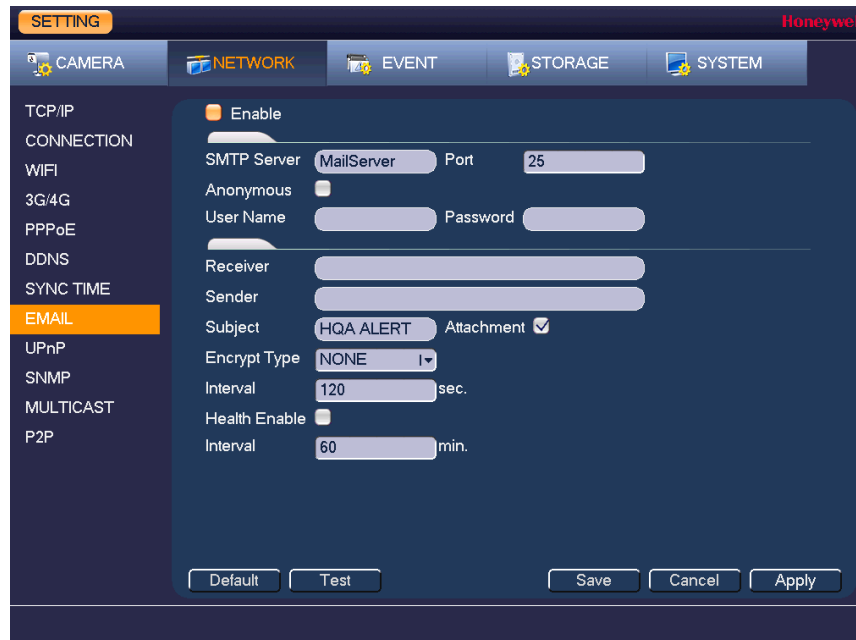 SETTING
Honeywe
CAMERA NETWORK EVENT STORAGE SYSTEM
TCP/IP
CONNECTION
WIFI
3G/4G
PPPoE
DDNS
SYNC TIME
EMAIL
UPnP
SNMP
MULTICAST
P2P
Enable
SMTP Server MailServer Port 25
Anonymous
User Name Password
Receiver
Sender
Subject HQA ALERT Attachment
Encrypt Type NONE
Interval 120 sec.
Health Enable
Interval 60 min.
Default Test Save Cancel Apply